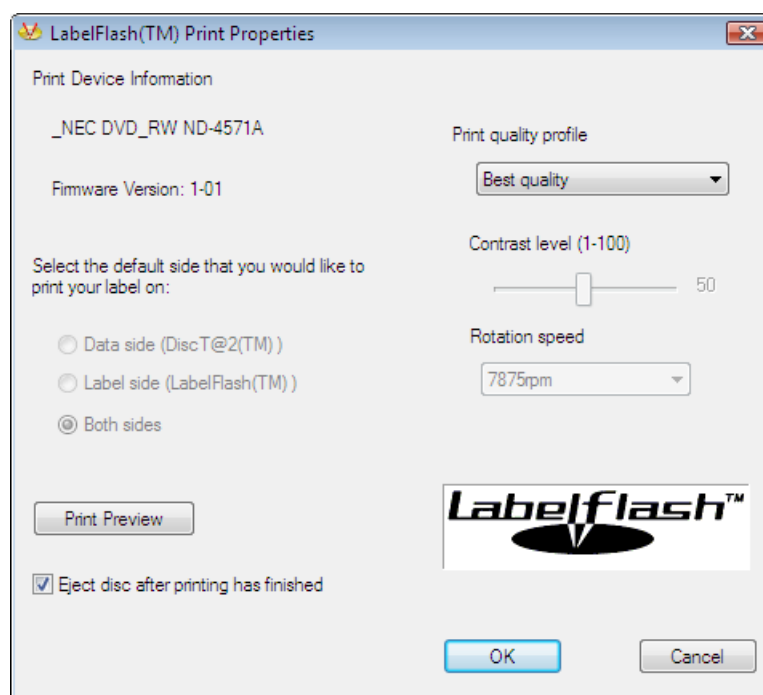 LabelFlash(TM) Print Properties
Print Device Information
_NEC DVD_RW ND-4571A
Firmware Version: 1-01
Select the default side that you would like to
print your label on:
Data side (DiscT@2(TM) )
Label side (LabelFlash(TM) )
Both sides
Print Preview
Eject disc after printing has finished
Print quality profile
Best quality
Contrast level (1-100)
50
Rotation speed
7875rpm
Labelflash™
OK
Cancel